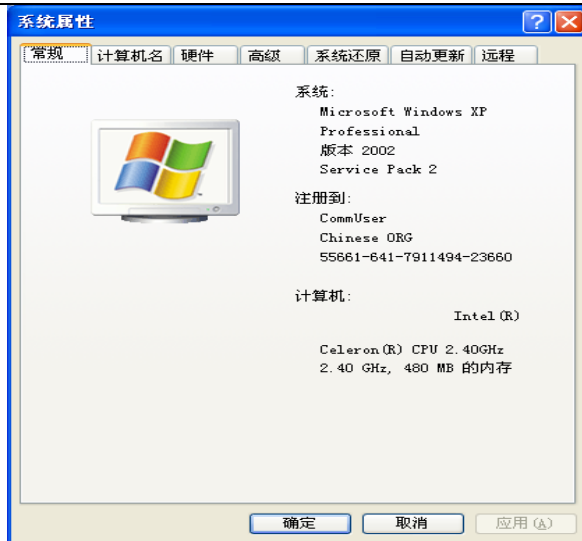 系统属性
常规 计算机名 硬件 高级 系统还原 自动更新 远程
系统:
Microsoft Windows XP
Professional
版本 2002
Service Pack 2
注册到:
CommUser
Chinese ORG
55661-641-7911494-23660
计算机:
Intel(R)
Celeron(R) CPU 2.40GHz
2.40 GHz, 480 MB 的内存
确定 取消 应用(A)